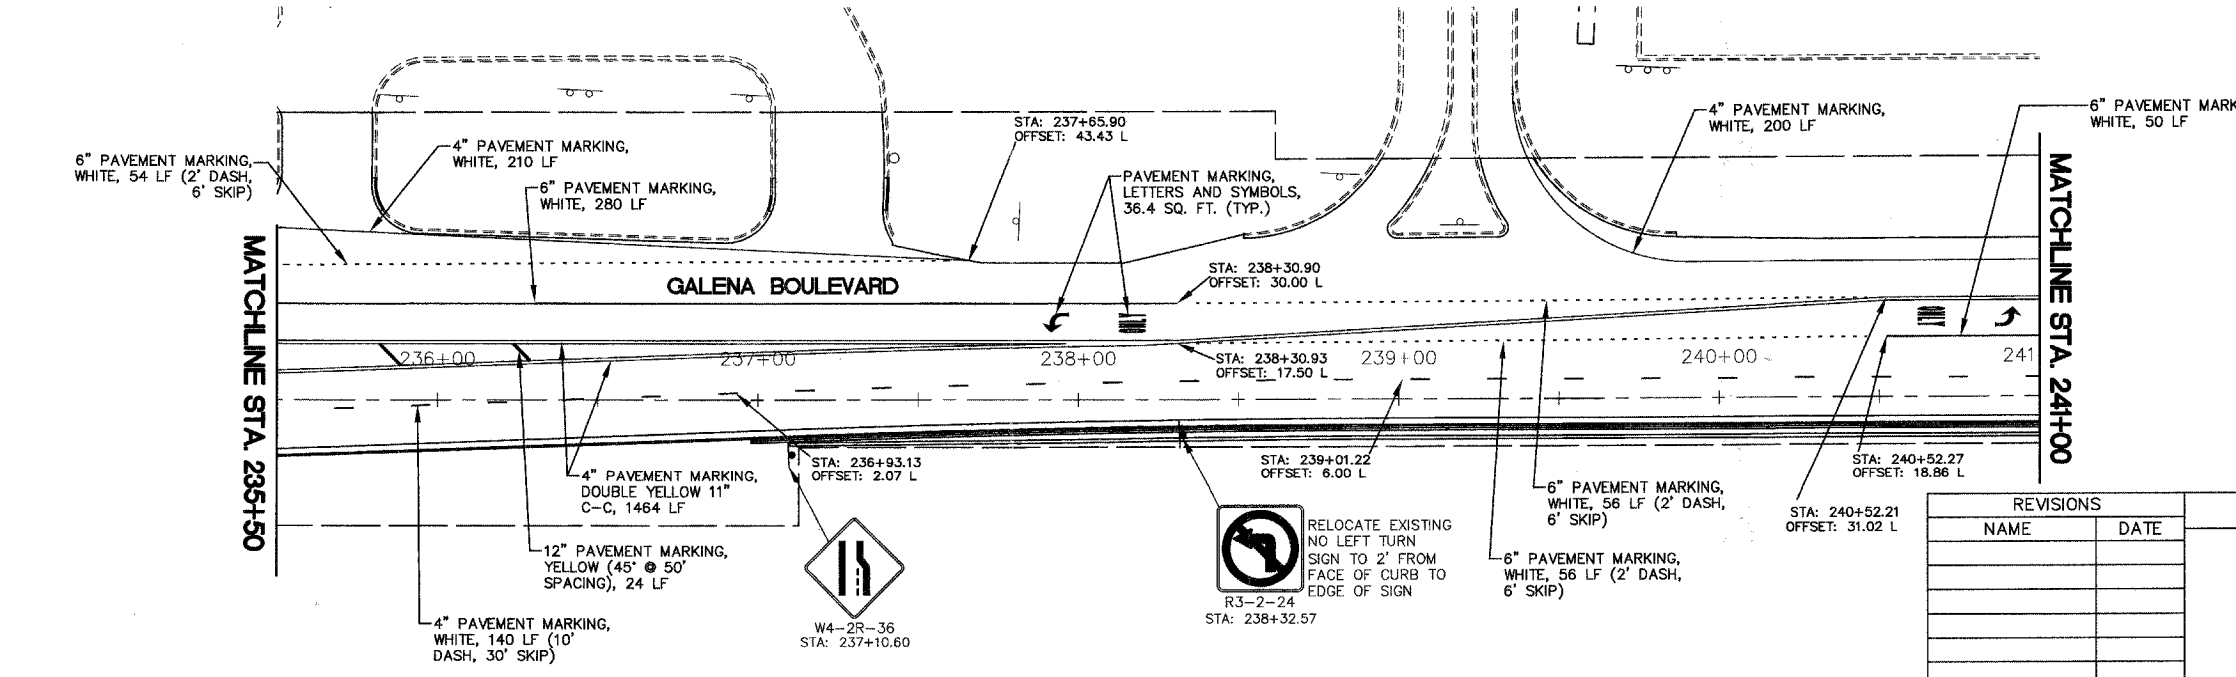 STA: 237+65.90
OFFSET: 43.43 L
4" PAVEMENT MARKING,
WHITE, 200 LF
6" PAVEMENT MARK
WHITE, 50 LF
6" PAVEMENT MARKING,
WHITE, 54 LF (2' DASH,
6' SKIP)
4" PAVEMENT MARKING,
WHITE, 210 LF
6" PAVEMENT MARKING,
WHITE, 280 LF
PAVEMENT MARKING,
LETTERS AND SYMBOLS,
36.4 SQ. FT. (TYP.)
MATCHLINE STA. 235+50
MATCHLINE STA. 241+00
GALENA BOULEVARD
STA: 238+30.90
OFFSET: 30.00 L
ONLY
ONLY
236+00
237+00
238+00
STA: 238+30.93
OFFSET: 17.50 L
239+00
240+00
241
STA: 236+93.13
OFFSET: 2.07 L
STA: 239+01.22
OFFSET: 6.00 L
STA: 240+52.27
OFFSET: 18.86 L
4" PAVEMENT MARKING,
DOUBLE YELLOW 11"
C-C, 1464 LF
6" PAVEMENT MARKING,
WHITE, 56 LF (2' DASH,
6' SKIP)
STA: 240+52.21
OFFSET: 31.02 L
12" PAVEMENT MARKING,
YELLOW (45° @ 50'
SPACING), 24 LF
RELOCATE EXISTING
NO LEFT TURN
SIGN TO 2' FROM
FACE OF CURB TO
EDGE OF SIGN
6" PAVEMENT MARKING,
WHITE, 56 LF (2' DASH,
6' SKIP)
R3-2-24
STA: 238+32.57
4" PAVEMENT MARKING,
WHITE, 140 LF (10'
DASH, 30' SKIP)
W4-2R-36
STA: 237+10.60
REVISIONS
NAME DATE